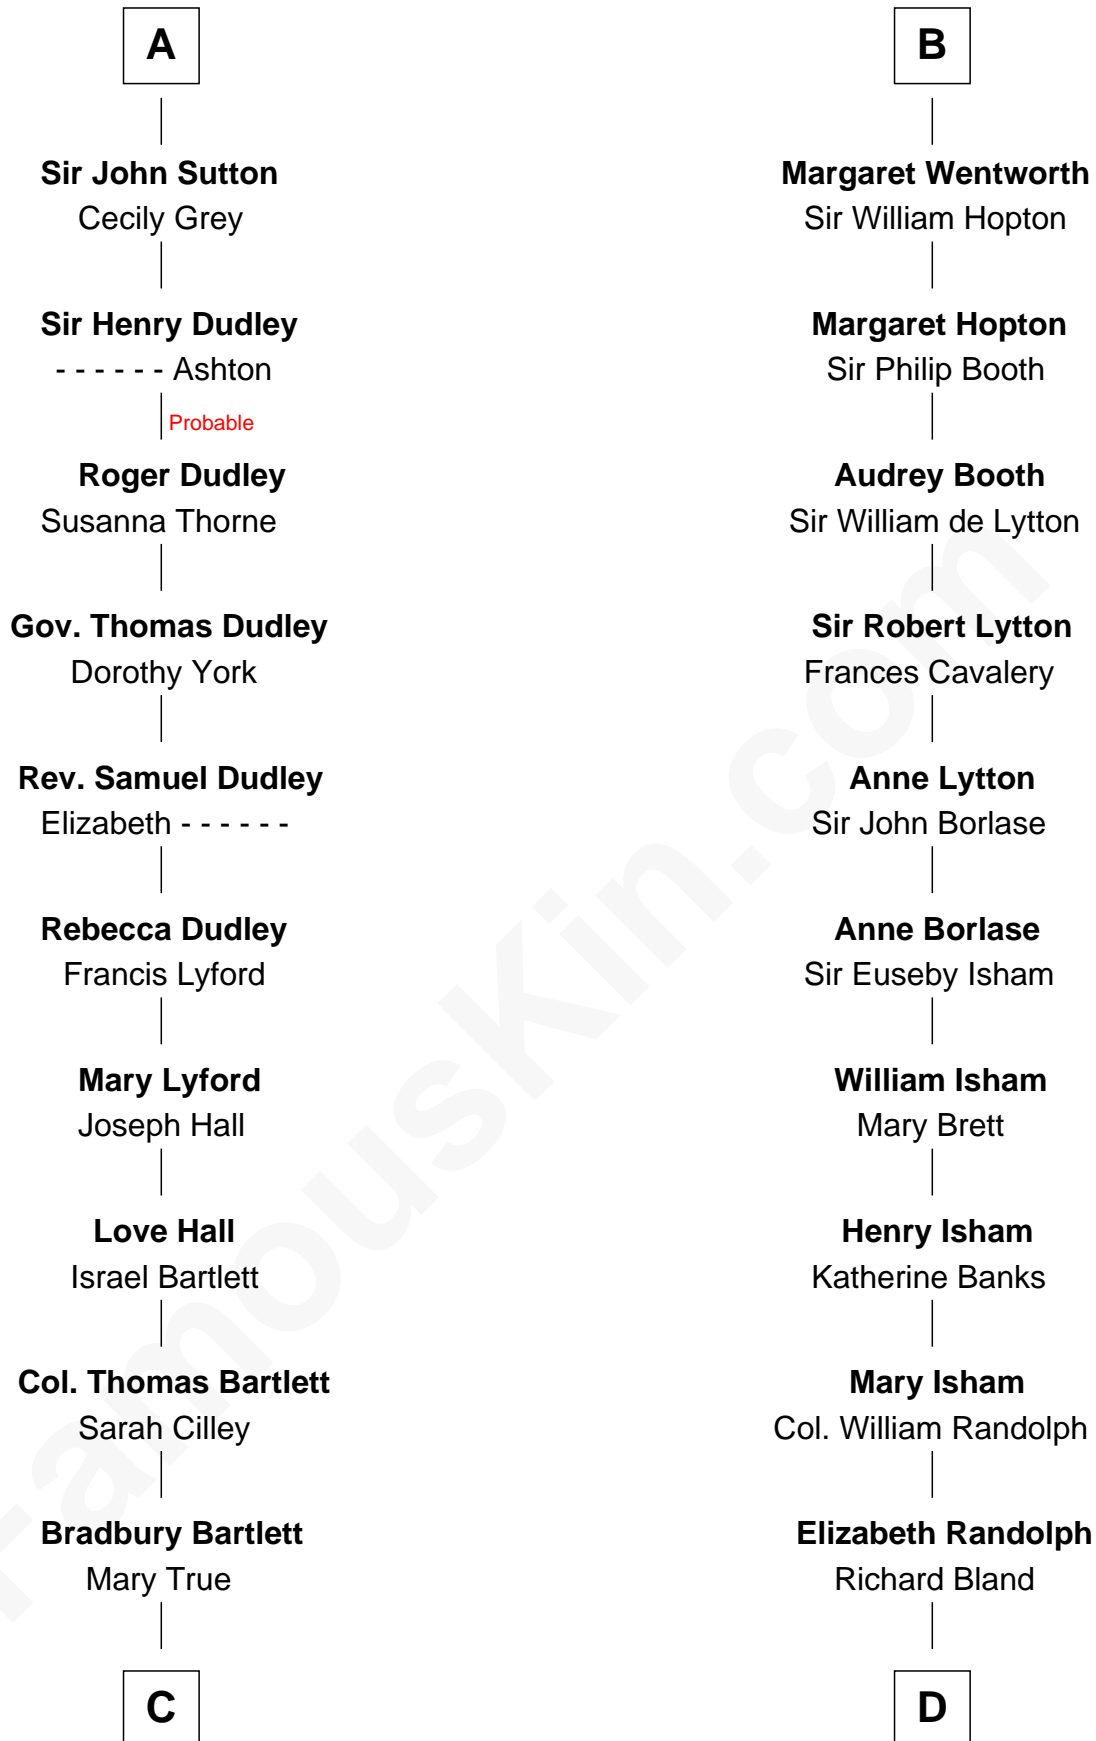 A
Sir John Sutton
Cecily Grey
Sir Henry Dudley
- - - - - - Ashton
Probable
Roger Dudley
Susanna Thorne
Gov. Thomas Dudley
Dorothy York
Rev. Samuel Dudley
Elizabeth - - - - - -
Rebecca Dudley
Francis Lyford
Mary Lyford
Joseph Hall
Love Hall
Israel Bartlett
Col. Thomas Bartlett
Sarah Cilley
Bradbury Bartlett
Mary True
C
B
Margaret Wentworth
Sir William Hopton
Margaret Hopton
Sir Philip Booth
Audrey Booth
Sir William de Lytton
Sir Robert Lytton
Frances Cavalery
Anne Lytton
Sir John Borlase
Anne Borlase
Sir Euseby Isham
William Isham
Mary Brett
Henry Isham
Katherine Banks
Mary Isham
Col. William Randolph
Elizabeth Randolph
Richard Bland
D
FamousKin.com